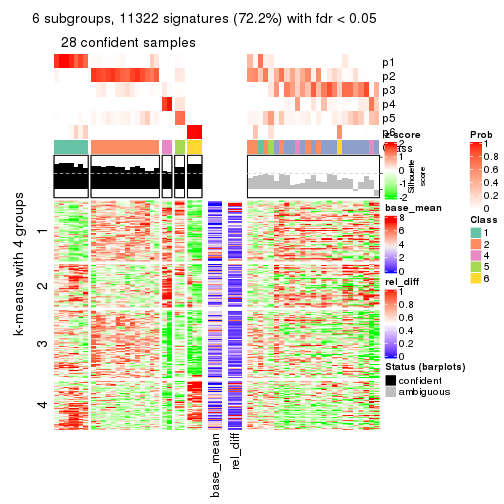 6 subgroups, 11322 signatures (72.2%) with fdr < 0.05
28 confident samples
p1
p2
p3
p4
p5
p6
Class
z-score
2
1
0
-1
-2
Silhouette
score
base_mean
8
6
4
2
0
rel_diff
1
0.8
0.6
0.4
0.2
0
Status (barplots)
confident
ambiguous
Prob
1
0.8
0.6
0.4
0.2
0
Class
1
2
4
5
6
k-means with 4 groups
1
2
3
4
base_mean
rel_diff